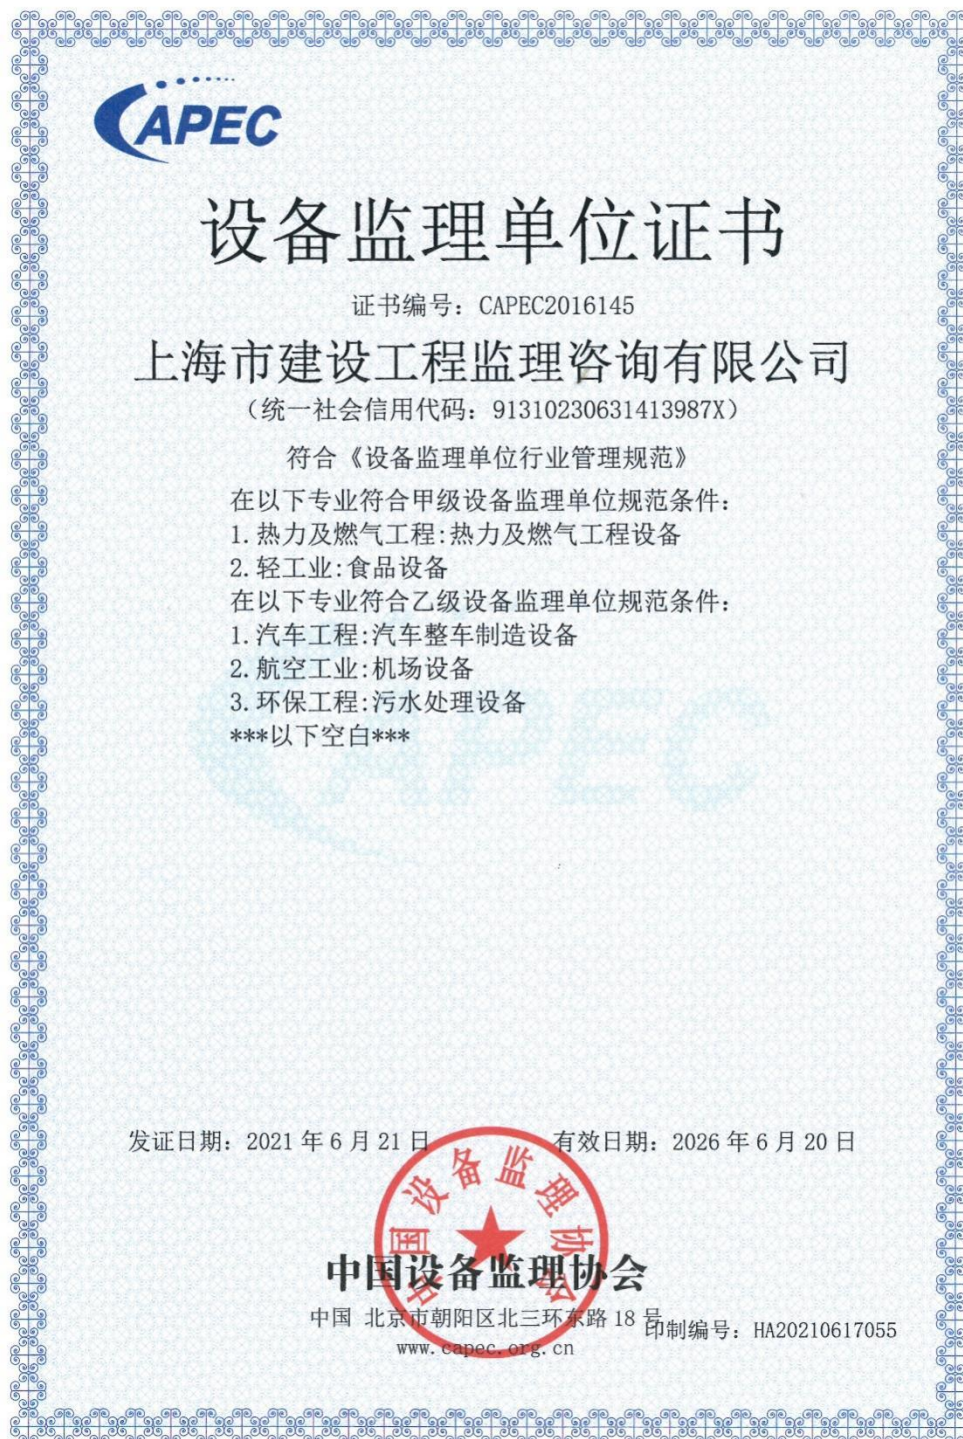 CAPEC
设备监理单位证书
证书编号：CAPEC2016145
上海市建设工程监理咨询有限公司
（统一社会信用代码：91310230631413987X）
符合《设备监理单位行业管理规范》
在以下专业符合甲级设备监理单位规范条件：
1.热力及燃气工程:热力及燃气工程设备
2.轻工业:食品设备
在以下专业符合乙级设备监理单位规范条件：
1.汽车工程:汽车整车制造设备
2.航空工业:机场设备
3.环保工程:污水处理设备
***以下空白***
CAPEC
发证日期：2021年6月21日 有效日期：2026年6月20日
中国设备监理协会
中国设备监理协会
中国 北京市朝阳区北三环东路18号
印制编号：HA20210617055
www.capec.org.cn